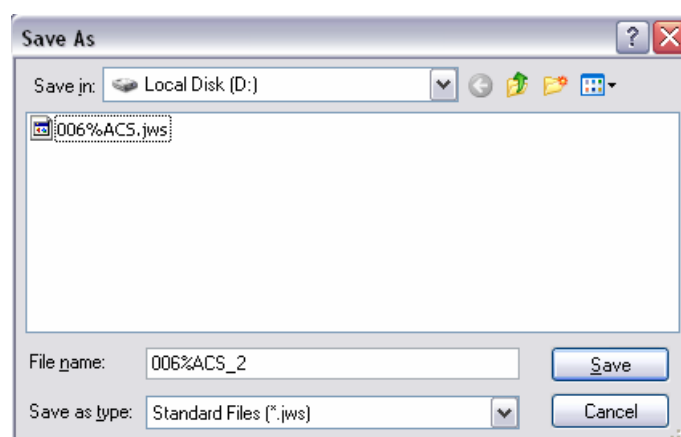 Save As
Save in: Local Disk (D:)
006%ACS.jws
File name: 006%ACS_2 Save
Save as type: Standard Files (*.jws) Cancel